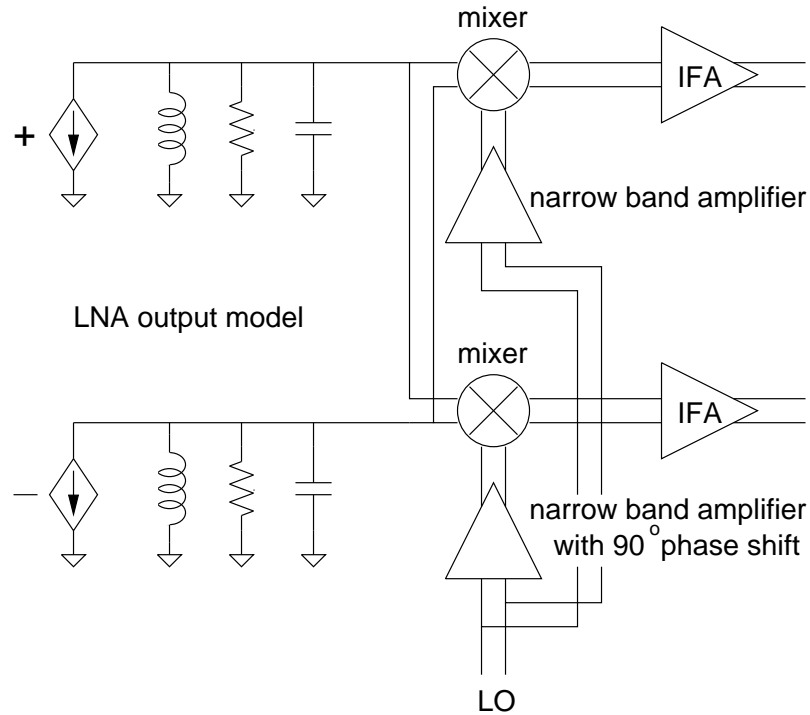 mixer
IFA
+
narrow band amplifier
LNA output model
mixer
IFA
−
narrow band amplifier
with 90° phase shift
LO